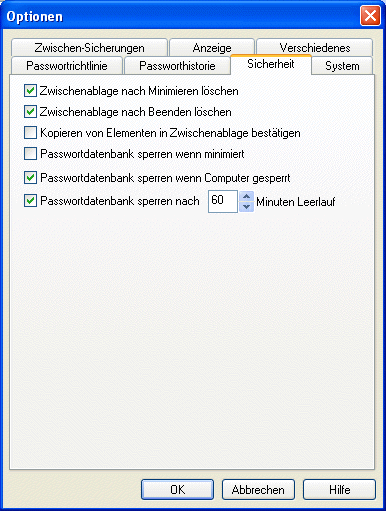 Optionen
Zwischen-Sicherungen Anzeige Verschiedenes
Passwortrichtlinie Passworthistorie Sicherheit System
Zwischenablage nach Minimieren löschen
Zwischenablage nach Beenden löschen
Kopieren von Elementen in Zwischenablage bestätigen
Passwortdatenbank sperren wenn minimiert
Passwortdatenbank sperren wenn Computer gesperrt
Passwortdatenbank sperren nach 60 Minuten Leerlauf
OK Abbrechen Hilfe